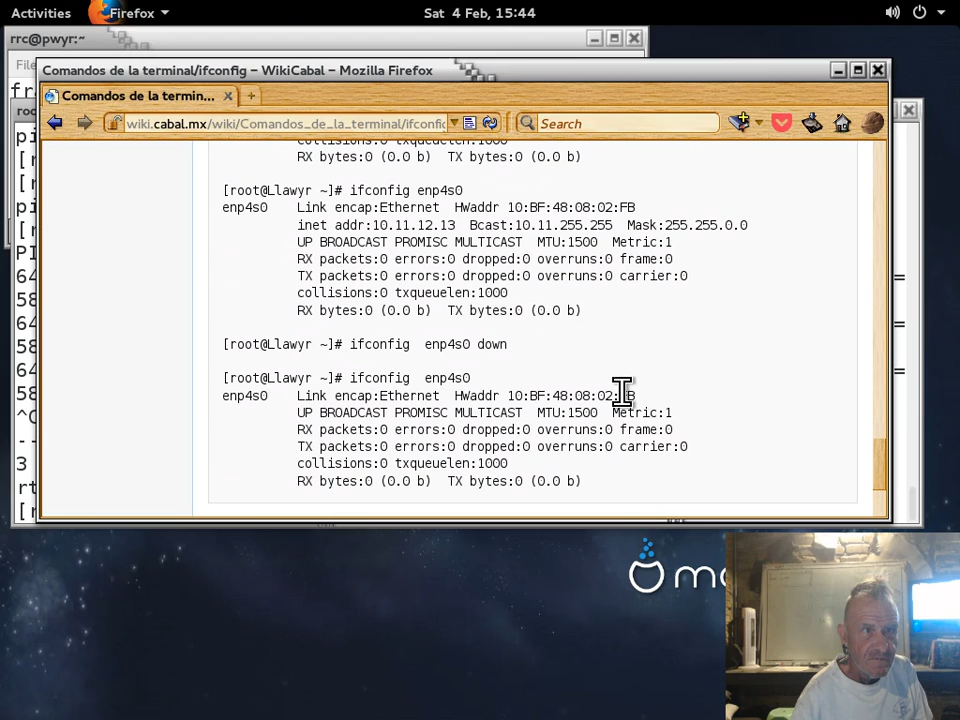 Activities Firefox Sat 4 Feb, 15:44
rrc@pwyr:~
Comandos de la terminal/ifconfig – WikiCabal – Mozilla Firefox
Comandos de la termin...
wiki.cabal.mx/wiki/Comandos_de_la_terminal/ifconfig Search
collisions:0 txqueuelen:1000
RX bytes:0 (0.0 b) TX bytes:0 (0.0 b)
[root@Llawyr ~]# ifconfig enp4s0
enp4s0 Link encap:Ethernet HWaddr 10:BF:48:08:02:FB
inet addr:10.11.12.13 Bcast:10.11.255.255 Mask:255.255.0.0
UP BROADCAST PROMISC MULTICAST MTU:1500 Metric:1
RX packets:0 errors:0 dropped:0 overruns:0 frame:0
TX packets:0 errors:0 dropped:0 overruns:0 carrier:0
collisions:0 txqueuelen:1000
RX bytes:0 (0.0 b) TX bytes:0 (0.0 b)
[root@Llawyr ~]# ifconfig  enp4s0 down
[root@Llawyr ~]# ifconfig  enp4s0
enp4s0 Link encap:Ethernet HWaddr 10:BF:48:08:02:FB
UP BROADCAST PROMISC MULTICAST MTU:1500 Metric:1
RX packets:0 errors:0 dropped:0 overruns:0 frame:0
TX packets:0 errors:0 dropped:0 overruns:0 carrier:0
collisions:0 txqueuelen:1000
RX bytes:0 (0.0 b) TX bytes:0 (0.0 b)